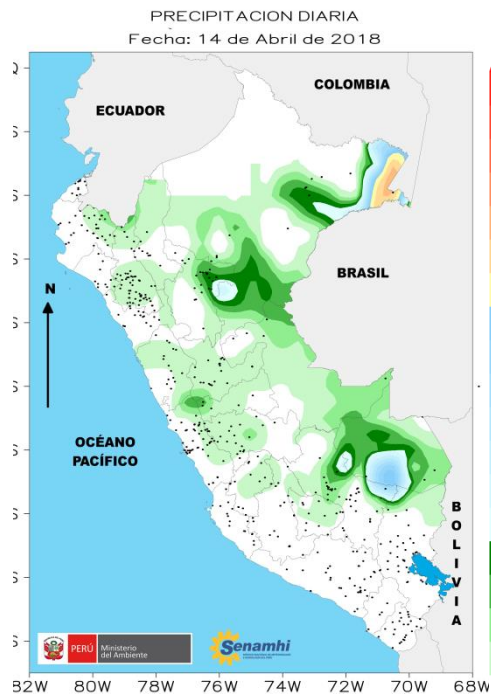 PRECIPITACION DIARIA
Fecha: 14 de Abril de 2018
COLOMBIA
ECUADOR
BRASIL
N
OCÉANO
PACÍFICO
BOLIVIA
PERÚ Ministerio
del Ambiente
Senamhi
82W 80W 78W 76W 74W 72W 70W 68W